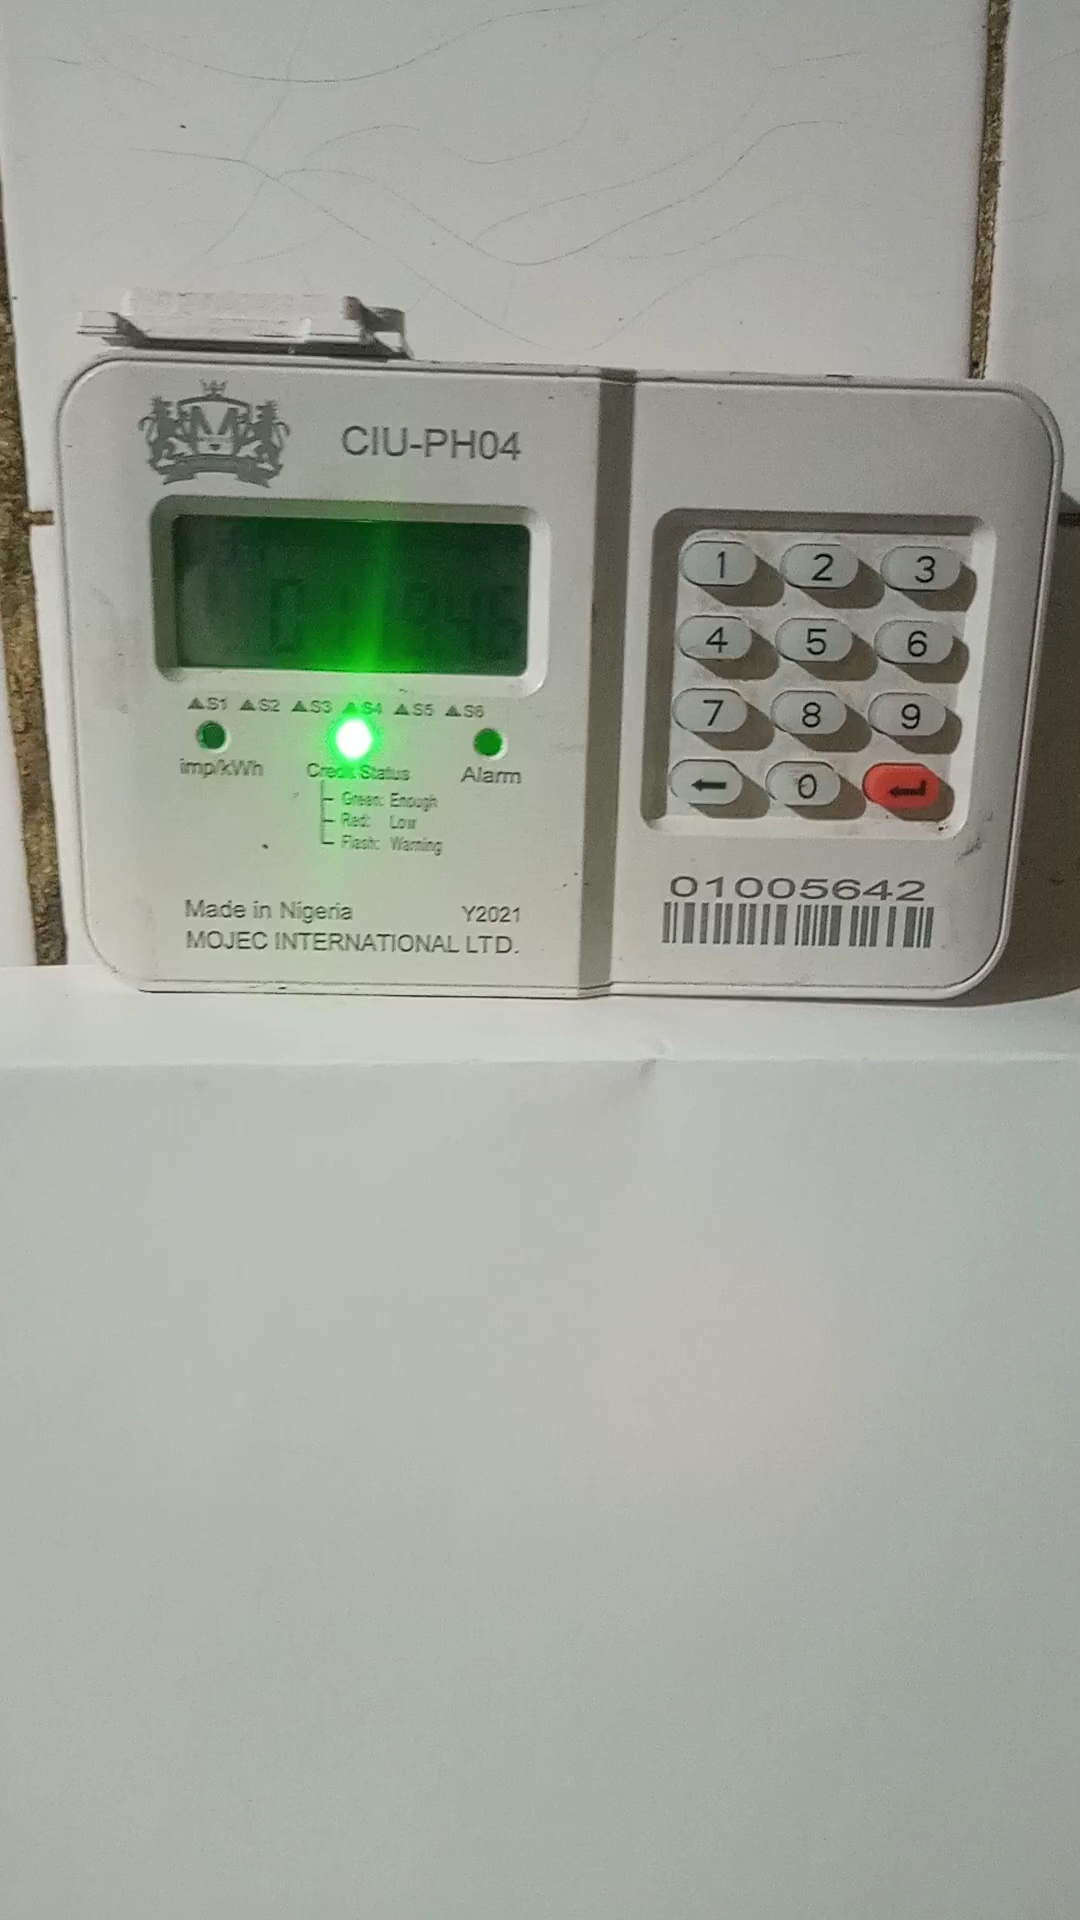 CIU-PH04
▲S1 ▲S2 ▲S3 ▲S4 ▲S5 ▲S6
imp/kWh Credit Status Alarm
Green: Enough
Red: Low
Flash: Warning
Made in Nigeria Y2021
MOJEC INTERNATIONAL LTD.
1 2 3
4 5 6
7 8 9
0
01005642